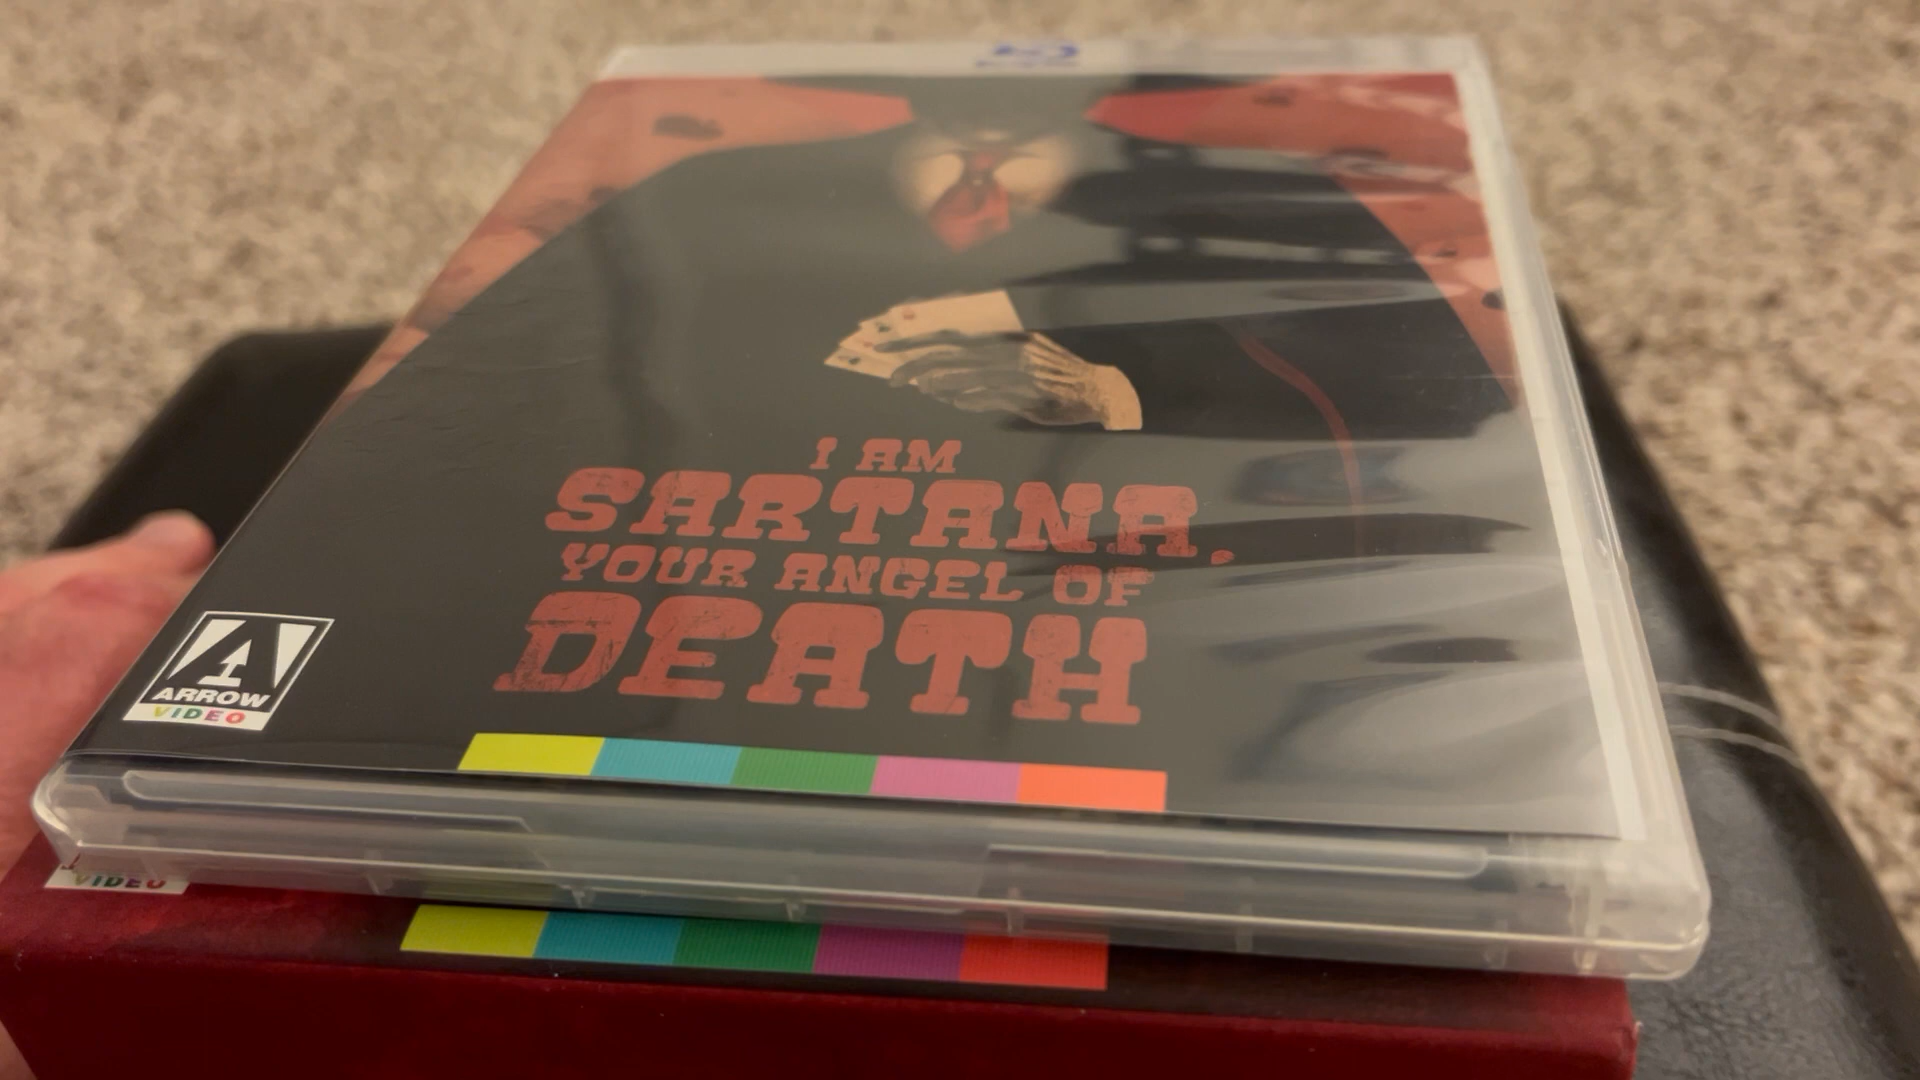 I AM
SARTANA,
YOUR ANGEL OF
DEATH
ARROW
VIDEO
VIDEO